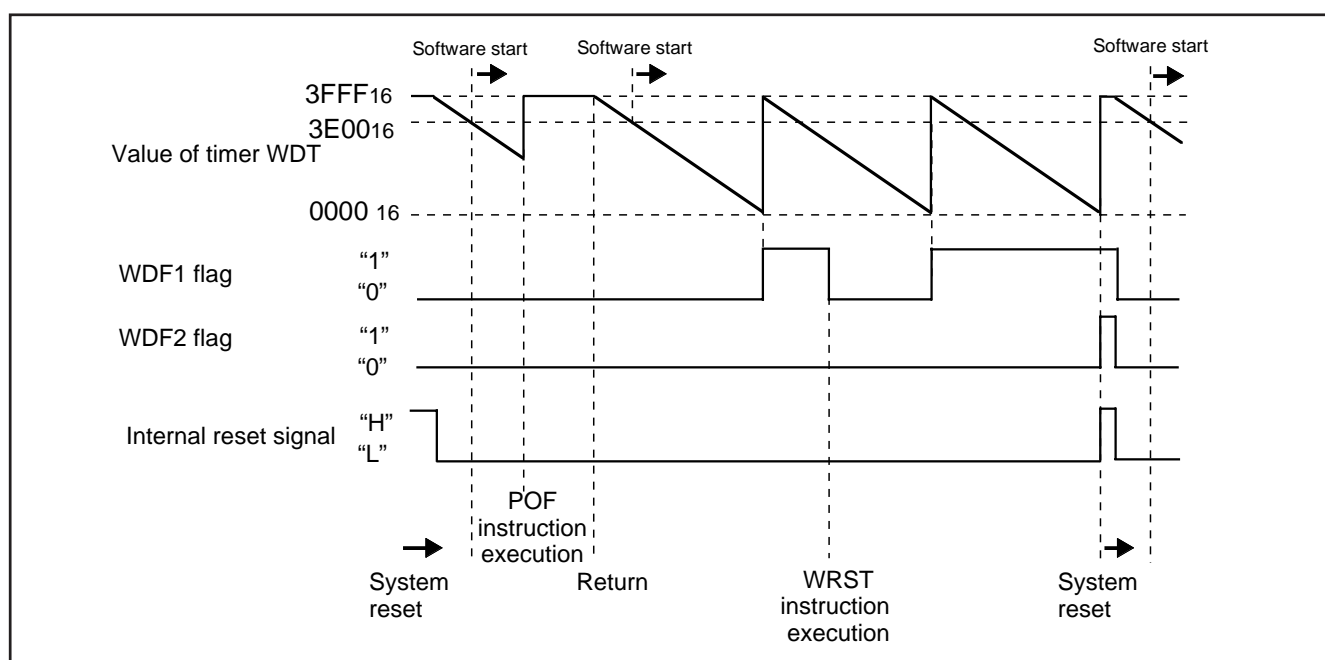 Software start
Software start
Software start
3FFF16
3E0016
Value of timer WDT
0000 16
WDF1 flag
“1”
“0”
WDF2 flag
“1”
“0”
Internal reset signal
“H”
“L”
POF
instruction
execution
System
reset
Return
WRST
instruction
execution
System
reset